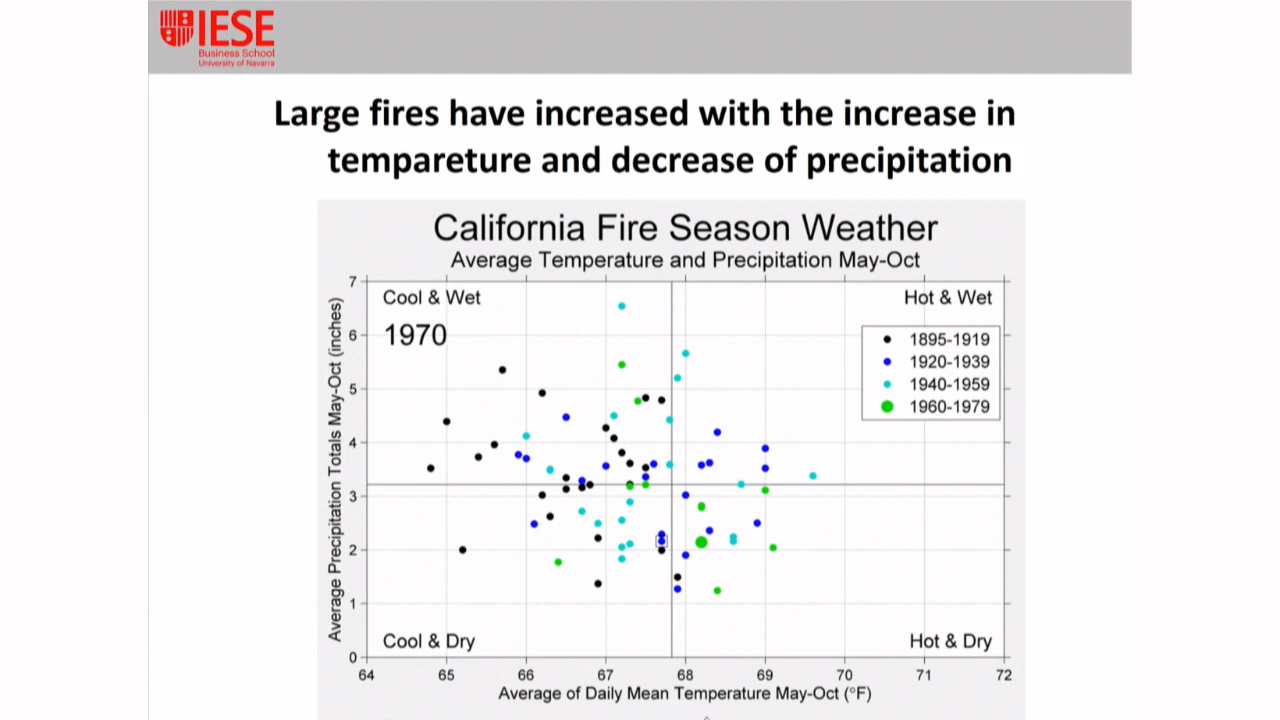 IESE
Business School
University of Navarra
Large fires have increased with the increase in
tempareture and decrease of precipitation
California Fire Season Weather
Average Temperature and Precipitation May-Oct
Cool & Wet
Hot & Wet
1970
1895-1919
1920-1939
1940-1959
1960-1979
Average Precipitation Totals May-Oct (inches)
7
6
5
4
3
2
1
0
Cool & Dry
Hot & Dry
64 65 66 67 68 69 70 71 72
Average of Daily Mean Temperature May-Oct (°F)